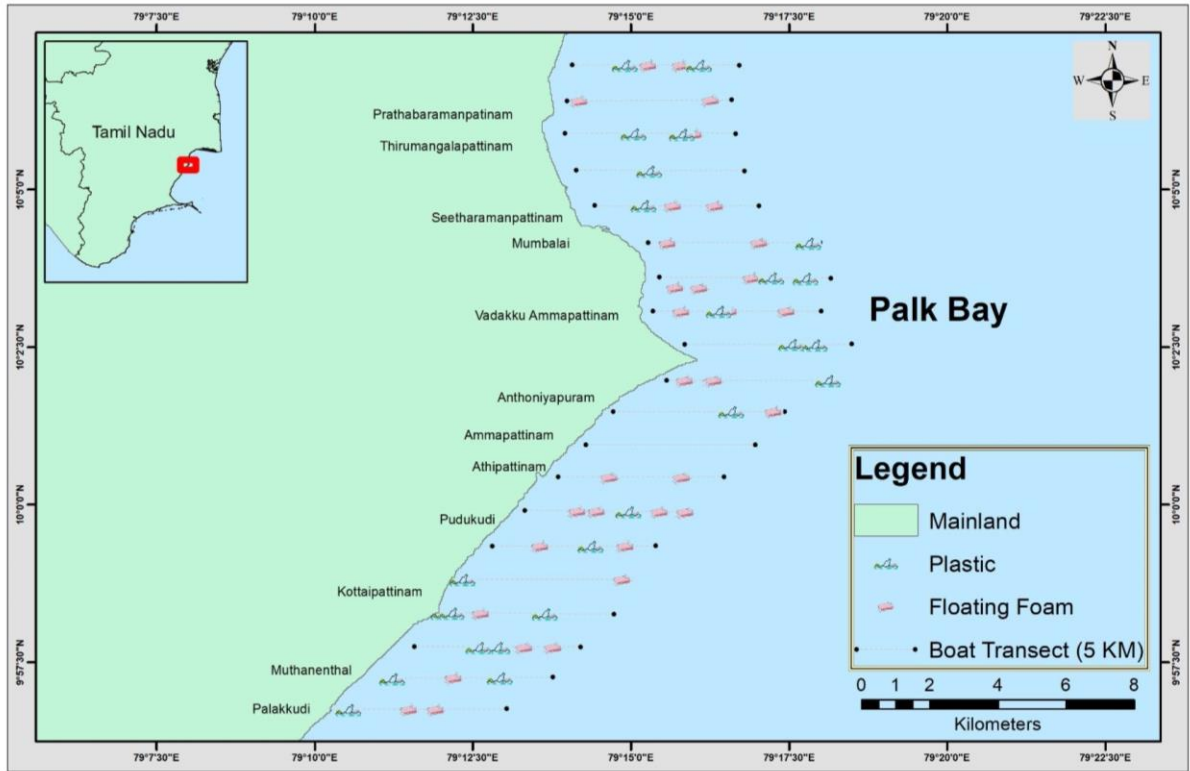 79°7'30"E 79°10'0"E 79°12'30"E 79°15'0"E 79°17'30"E 79°20'0"E 79°22'30"E
N
W E
S
Tamil Nadu
Prathabaramanpatinam
Thirumangalapattinam
10°5'0"N 10°5'0"N
Seetharamanpattinam
Mumbalai
Palk Bay
Vadakku Ammapattinam
10°2'30"N 10°2'30"N
Anthoniyapuram
Ammapattinam
Athipattinam
10°0'0"N 10°0'0"N
Pudukudi
Kottaipattinam
Muthanenthal
9°57'30"N 9°57'30"N
Palakkudi
Legend
Mainland
Plastic
Floating Foam
Boat Transect (5 KM)
0 0.5 1 2 4 6 8
Kilometers
79°7'30"E 79°10'0"E 79°12'30"E 79°15'0"E 79°17'30"E 79°20'0"E 79°22'30"E